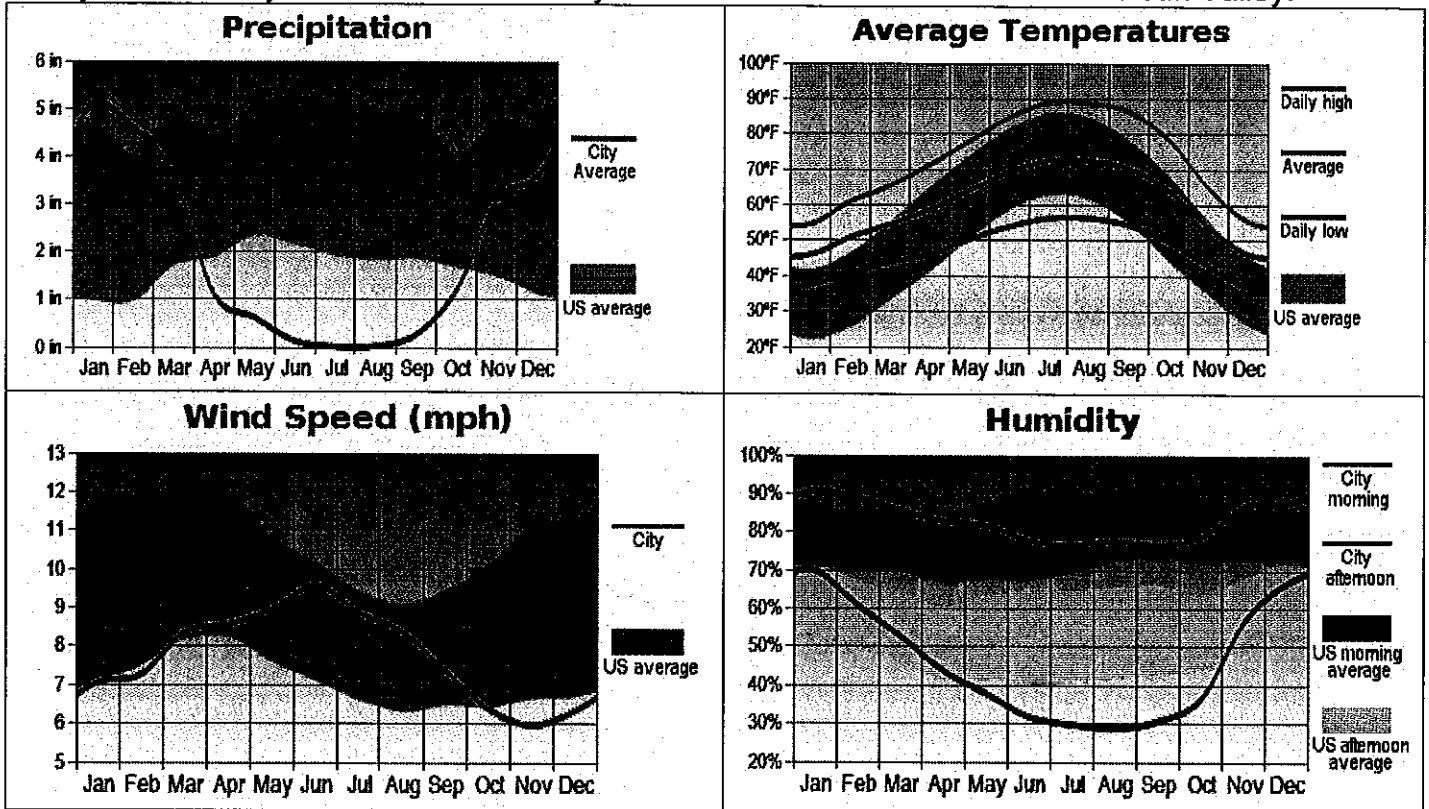 Precipitation
6 in
5 in
4 in
3 in
2 in
1 in
0 in
Jan Feb Mar Apr May Jun Jul Aug Sep Oct Nov Dec
City
Average
US average
Average Temperatures
100°F
90°F
80°F
70°F
60°F
50°F
40°F
30°F
20°F
Jan Feb Mar Apr May Jun Jul Aug Sep Oct Nov Dec
Daily high
Average
Daily low
US average
Wind Speed (mph)
13
12
11
10
9
8
7
6
5
Jan Feb Mar Apr May Jun Jul Aug Sep Oct Nov Dec
City
US average
Humidity
100%
90%
80%
70%
60%
50%
40%
30%
20%
Jan Feb Mar Apr May Jun Jul Aug Sep Oct Nov Dec
City
morning
City
afternoon
US morning
average
US afternoon
average